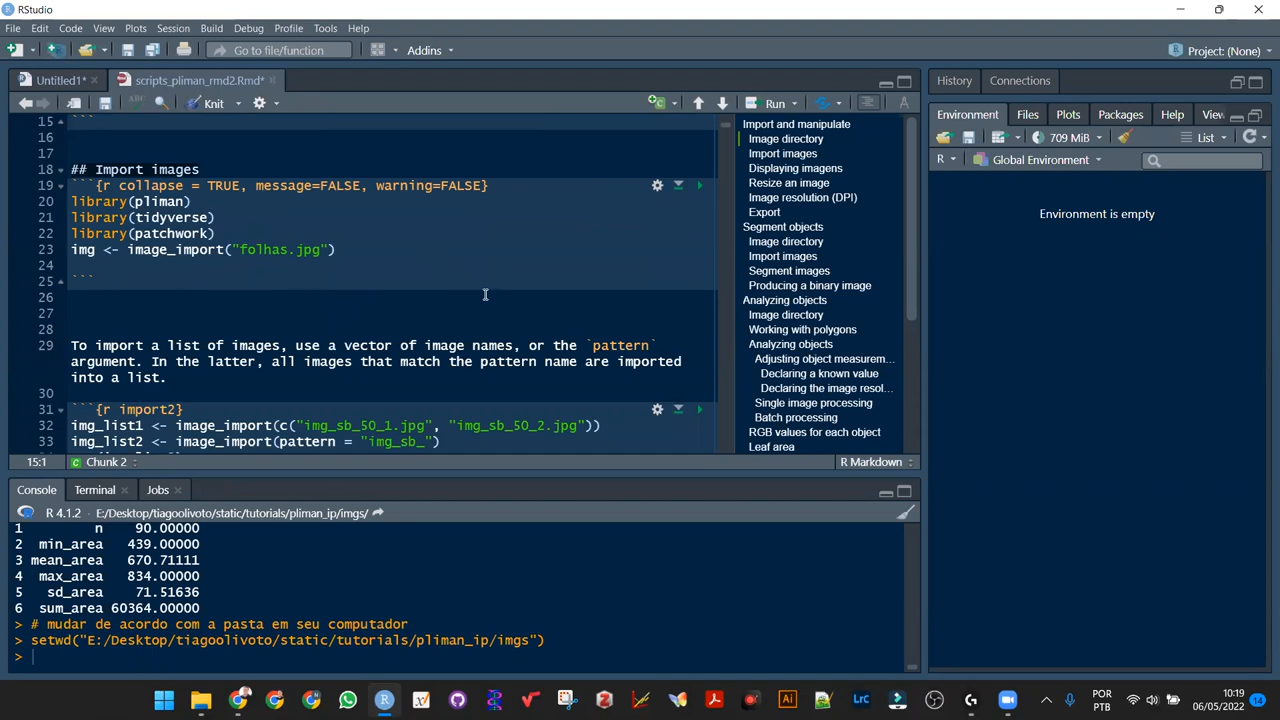 RStudio
File Edit Code View Plots Session Build Debug Profile Tools Help
Go to file/function Addins Project: (None)
Untitled1* scripts_pliman_rmd2.Rmd* History Connections
Knit Run
Environment Files Plots Packages Help Viev
709 MiB List
R Global Environment
Environment is empty
15 ```
16
17
18 ## Import images
19 ```{r collapse = TRUE, message=FALSE, warning=FALSE}
20 library(pliman)
21 library(tidyverse)
22 library(patchwork)
23 img <- image_import("folhas.jpg")
24
25 ```
26
27
28
29 To import a list of images, use a vector of image names, or the `pattern`
argument. In the latter, all images that match the pattern name are imported
into a list.
30
31 ```{r import2}
32 img_list1 <- image_import(c("img_sb_50_1.jpg", "img_sb_50_2.jpg"))
33 img_list2 <- image_import(pattern = "img_sb_")
Import and manipulate
Image directory
Import images
Displaying imagens
Resize an image
Image resolution (DPI)
Export
Segment objects
Image directory
Import images
Segment images
Producing a binary image
Analyzing objects
Image directory
Working with polygons
Analyzing objects
Adjusting object measurem...
Declaring a known value
Declaring the image resol...
Single image processing
Batch processing
RGB values for each object
Leaf area
15:1 Chunk 2 R Markdown
Console Terminal Jobs
R 4.1.2 · E:/Desktop/tiagoolivoto/static/tutorials/pliman_ip/imgs/
1 n 90.00000
2 min_area 439.00000
3 mean_area 670.71111
4 max_area 834.00000
5 sd_area 71.51636
6 sum_area 60364.00000
> # mudar de acordo com a pasta em seu computador
> setwd("E:/Desktop/tiagoolivoto/static/tutorials/pliman_ip/imgs")
>
POR
PTB
10:19
06/05/2022
14